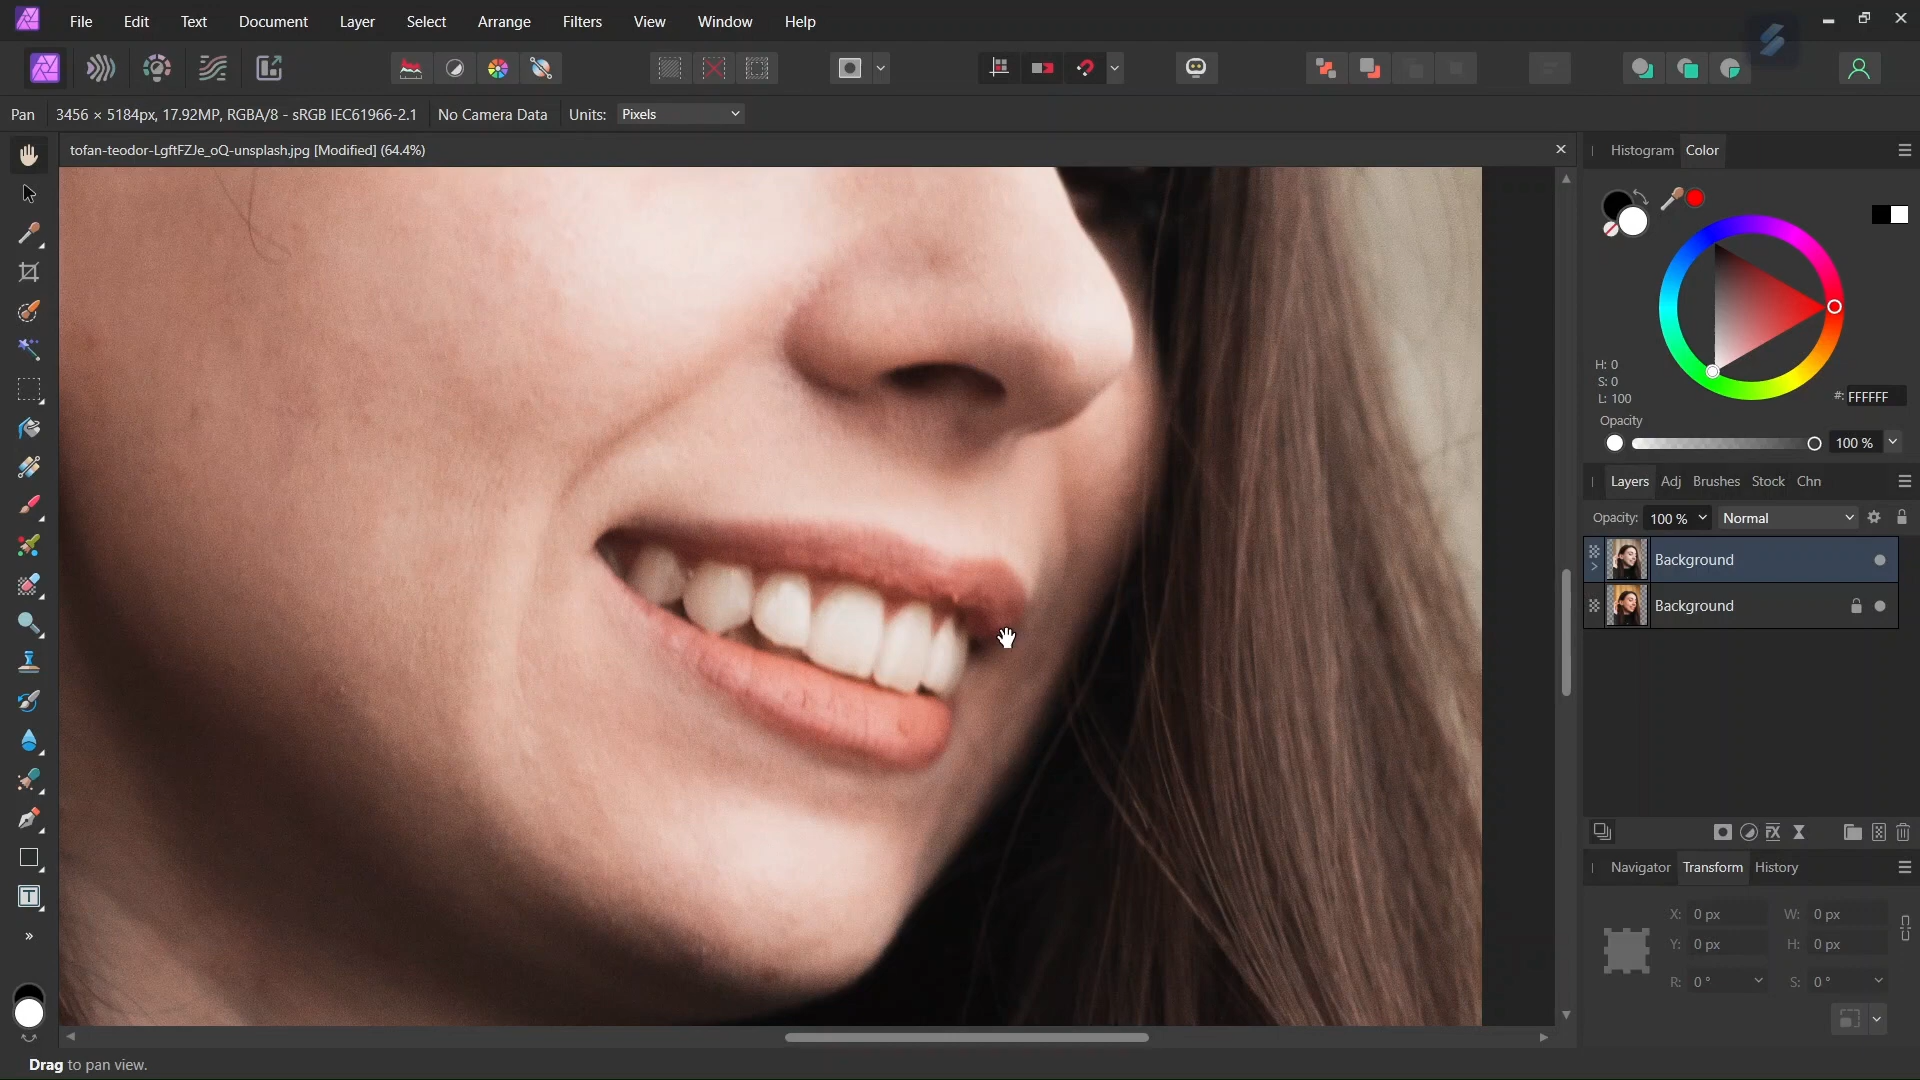 File Edit Text Document Layer Select Arrange Filters View Window Help
Pan 3456 × 5184px, 17.92MP, RGBA/8 - sRGB IEC61966-2.1 No Camera Data Units: Pixels
tofan-teodor-LgftFZJe_oQ-unsplash.jpg [Modified] (64.4%)
Histogram Color
H: 0
S: 0
L: 100
#: FFFFFF
Opacity
100 %
Layers Adj Brushes Stock Chn
Opacity: 100 % Normal
Background
Background
Navigator Transform History
X: 0 px W: 0 px
Y: 0 px H: 0 px
R: 0 ° S: 0 °
Drag to pan view.